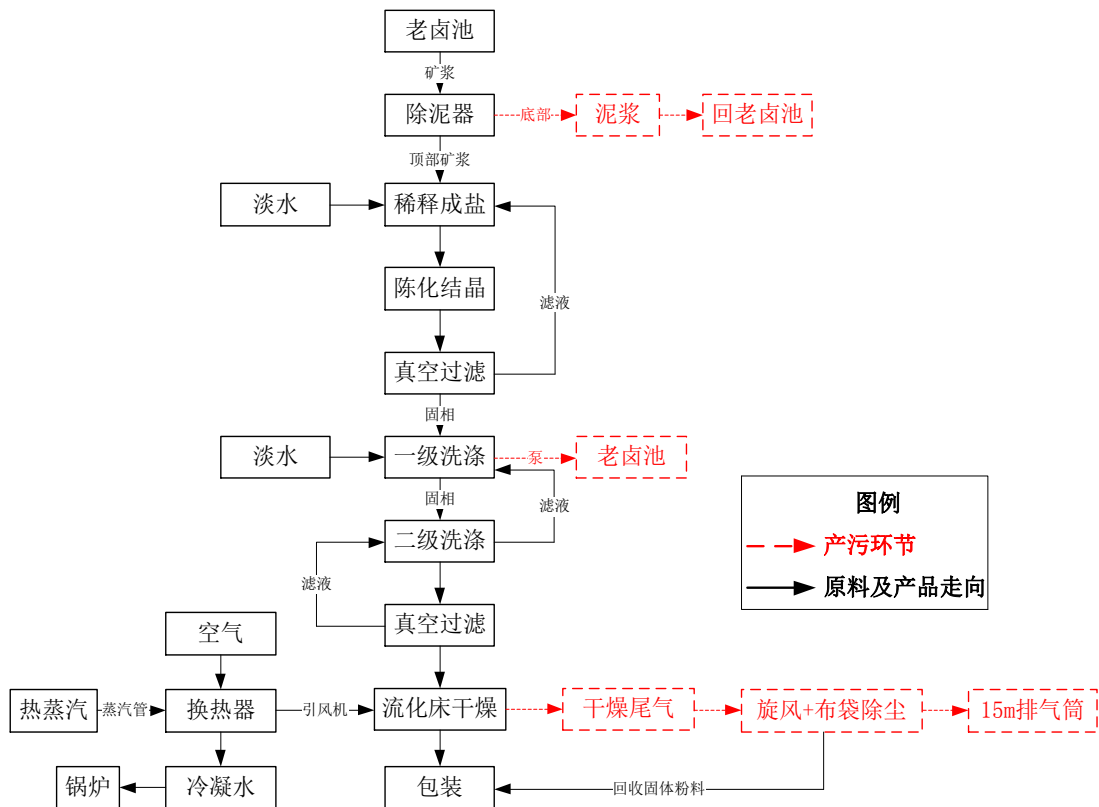 老卤池
矿浆
除泥器
底部
泥浆
回老卤池
顶部矿浆
淡水
稀释成盐
陈化结晶
滤液
真空过滤
固相
淡水
一级洗涤
泵
老卤池
固相
滤液
图例
二级洗涤
产污环节
滤液
原料及产品走向
真空过滤
空气
热蒸汽
蒸汽管
换热器
引风机
流化床干燥
干燥尾气
旋风+布袋除尘
15m排气筒
锅炉
冷凝水
包装
回收固体粉料